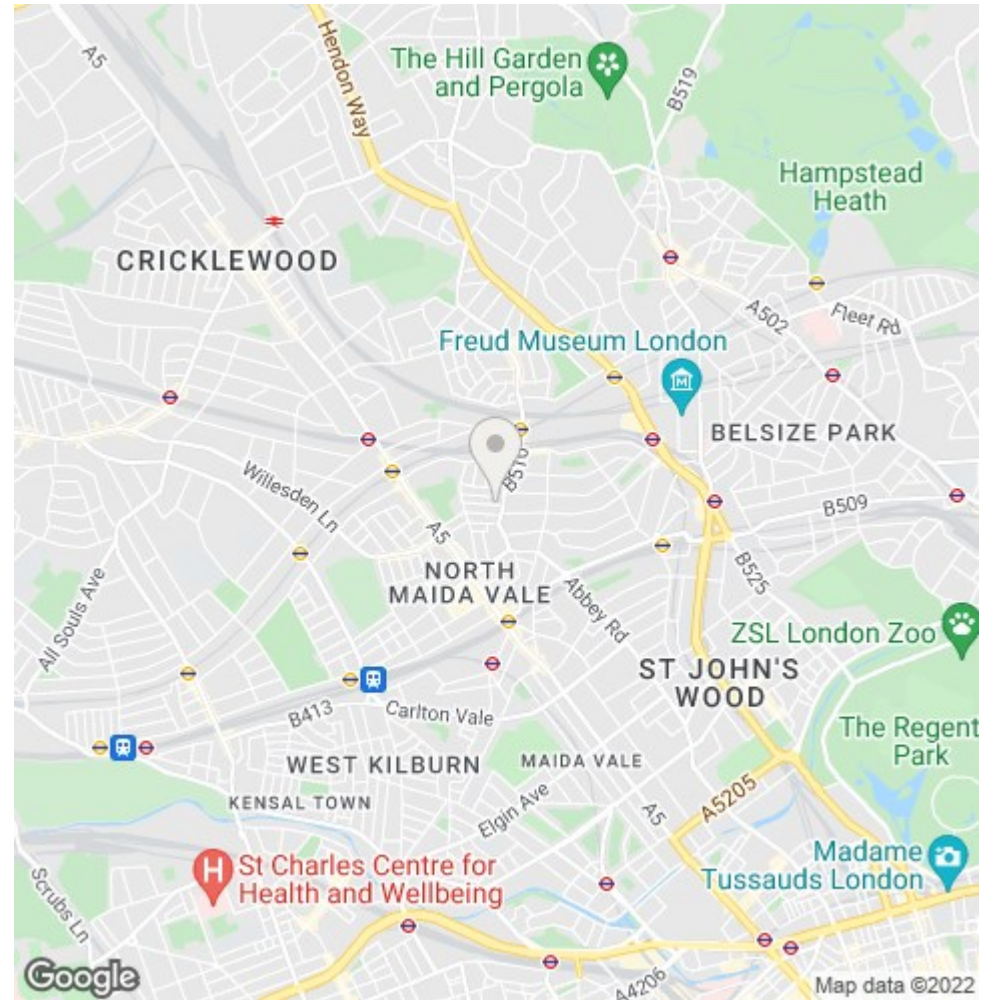 A5
Hendon Way
The Hill Garden
and Pergola
B519
Hampstead
Heath
CRICKLEWOOD
A502
Fleet Rd
Freud Museum London
M
BELSIZE PARK
B510
Willesden Ln
A5
B509
NORTH
MAIDA VALE
Abbey Rd
B525
All Souls Ave
ZSL London Zoo
ST JOHN'S
WOOD
B413
Carlton Vale
The Regent
Park
WEST KILBURN
MAIDA VALE
KENSAL TOWN
Elgin Ave
A5
A5205
H
St Charles Centre for
Health and Wellbeing
Madame
Tussauds London
Scrubs Ln
A4206
Google
Map data ©2022